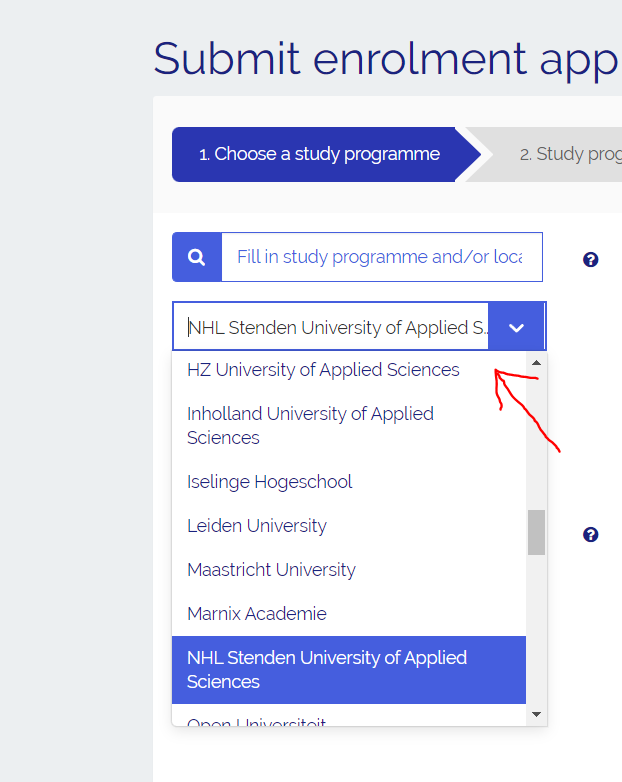 Submit enrolment app
1. Choose a study programme
2. Study prog
Fill in study programme and/or loca
NHL Stenden University of Applied S..
HZ University of Applied Sciences
Inholland University of Applied
Sciences
Iselinge Hogeschool
Leiden University
Maastricht University
Marnix Academie
NHL Stenden University of Applied
Sciences
Open Universiteit